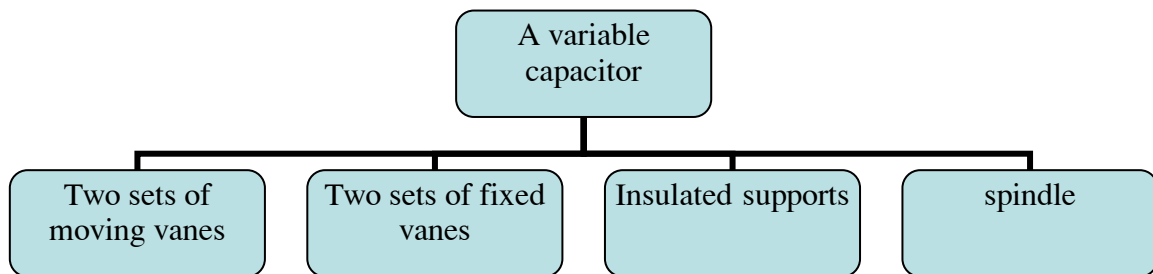 A variable
capacitor
Two sets of
moving vanes
Two sets of fixed
vanes
Insulated supports
spindle